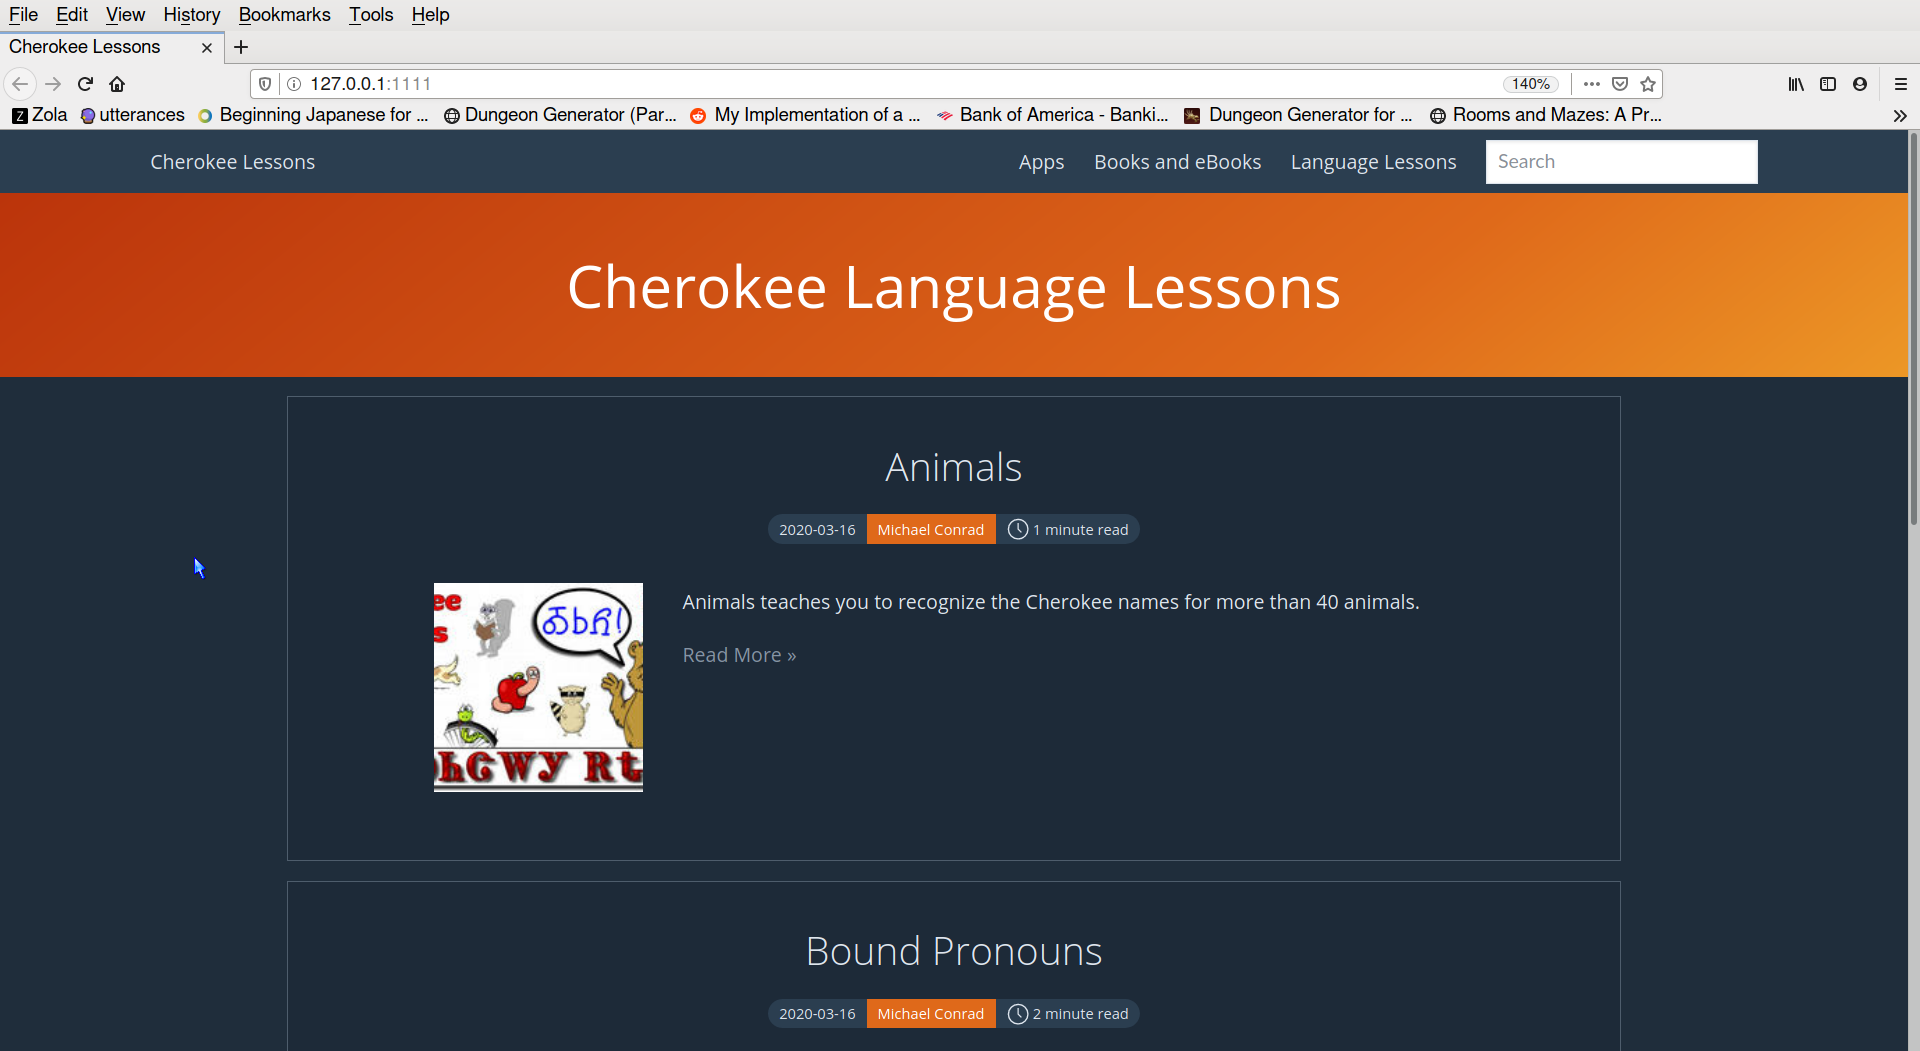 File Edit View History Bookmarks Tools Help
Cherokee Lessons
127.0.0.1:1111 140%
Zola utterances Beginning Japanese for ... Dungeon Generator (Par... My Implementation of a ... Bank of America - Banki... Dungeon Generator for ... Rooms and Mazes: A Pr...
Cherokee Lessons Apps Books and eBooks Language Lessons Search
Cherokee Language Lessons
Animals
2020-03-16 Michael Conrad 1 minute read
ee
s
ᎣᏏᏲ!
ᏂᏣᎳᎩ ᎡᏖ
Animals teaches you to recognize the Cherokee names for more than 40 animals.
Read More »
Bound Pronouns
2020-03-16 Michael Conrad 2 minute read